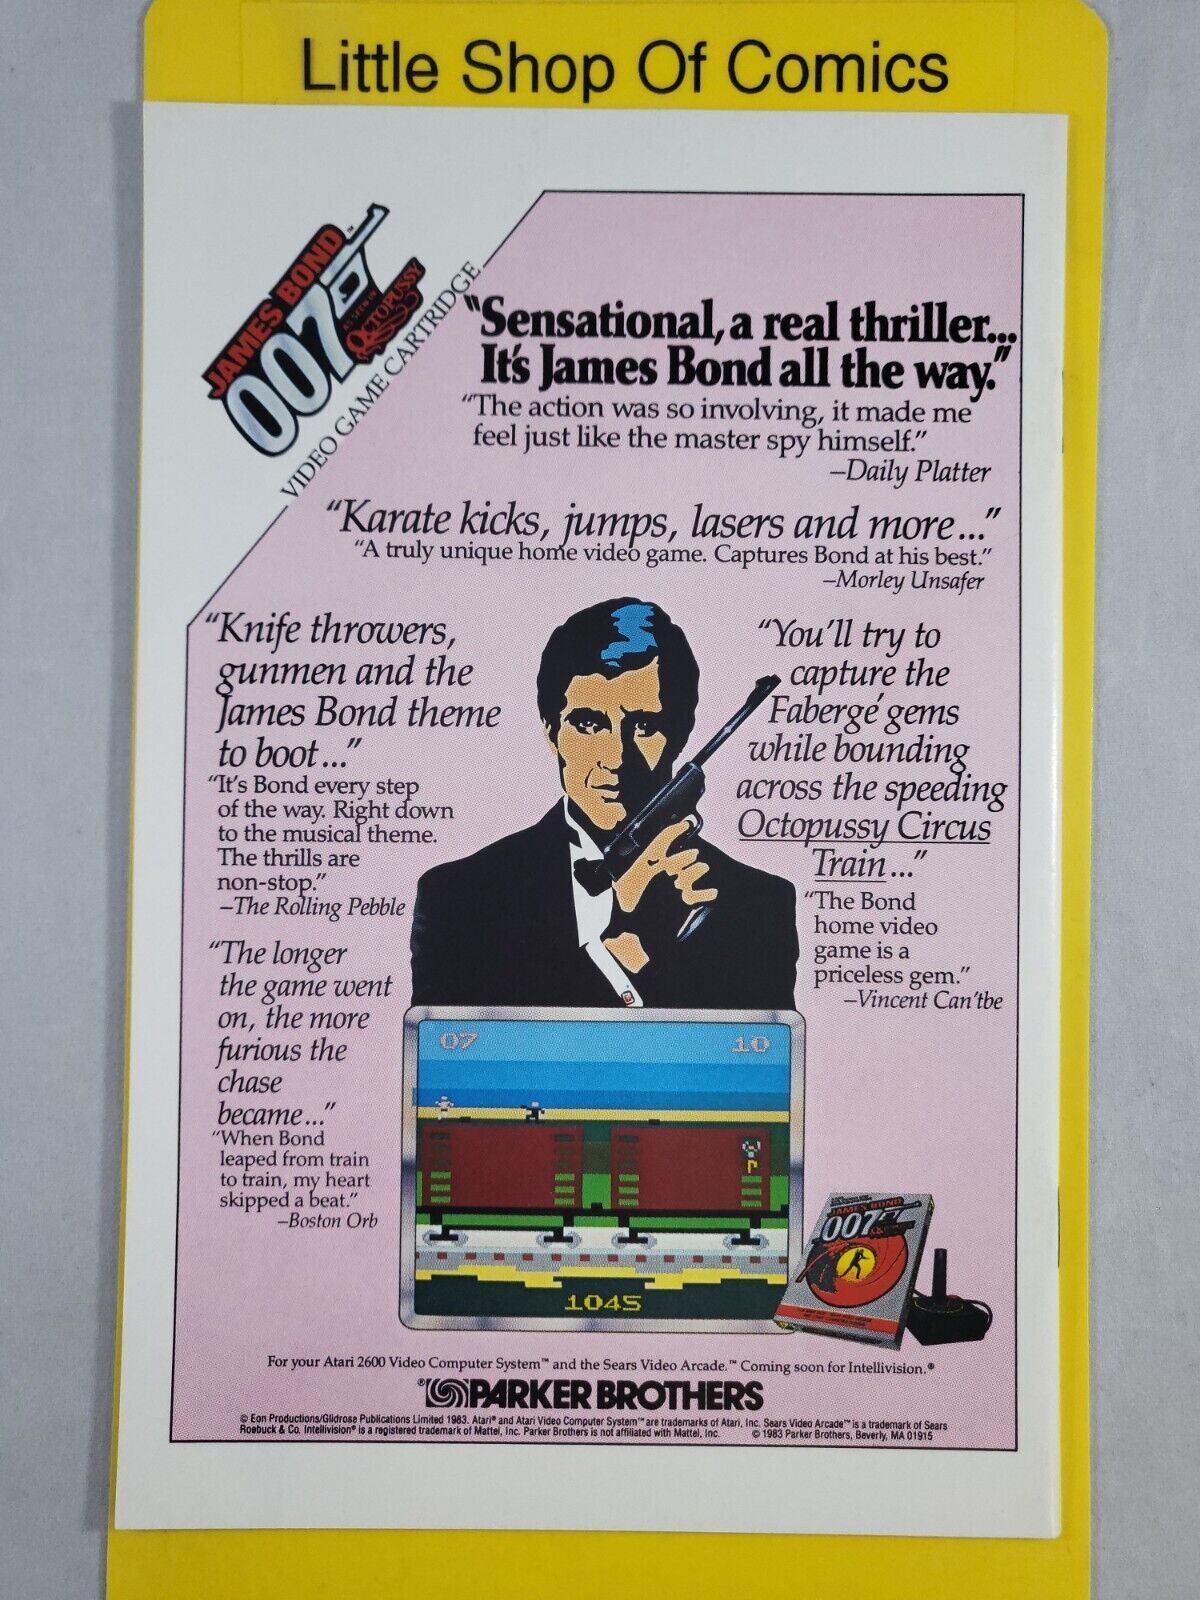 Little Shop Of Comics
JAMES BOND™
007
AS SEEN IN
OCTOPUSSY
VIDEO GAME CARTRIDGE
"Sensational, a real thriller...
It's James Bond all the way."
"The action was so involving, it made me
feel just like the master spy himself."
–Daily Platter
"Karate kicks, jumps, lasers and more..."
"A truly unique home video game. Captures Bond at his best."
–Morley Unsafer
"Knife throwers,
gunmen and the
James Bond theme
to boot..."
"It's Bond every step
of the way. Right down
to the musical theme.
The thrills are
non-stop."
–The Rolling Pebble
"The longer
the game went
on, the more
furious the
chase
became..."
"When Bond
leaped from train
to train, my heart
skipped a beat."
–Boston Orb
"You'll try to
capture the
Fabergé gems
while bounding
across the speeding
Octopussy Circus
Train..."
"The Bond
home video
game is a
priceless gem."
–Vincent Can'tbe
07 10
1045
JAMES BOND
007
For your Atari 2600 Video Computer System™ and the Sears Video Arcade.™ Coming soon for Intellivision.®
®PARKER BROTHERS
© Eon Productions/Glidrose Publications Limited 1983. Atari® and Atari Video Computer System™ are trademarks of Atari, Inc. Sears Video Arcade™ is a trademark of Sears
Roebuck & Co. Intellivision® is a registered trademark of Mattel, Inc. Parker Brothers is not affiliated with Mattel, Inc. © 1983 Parker Brothers, Beverly, MA 01915